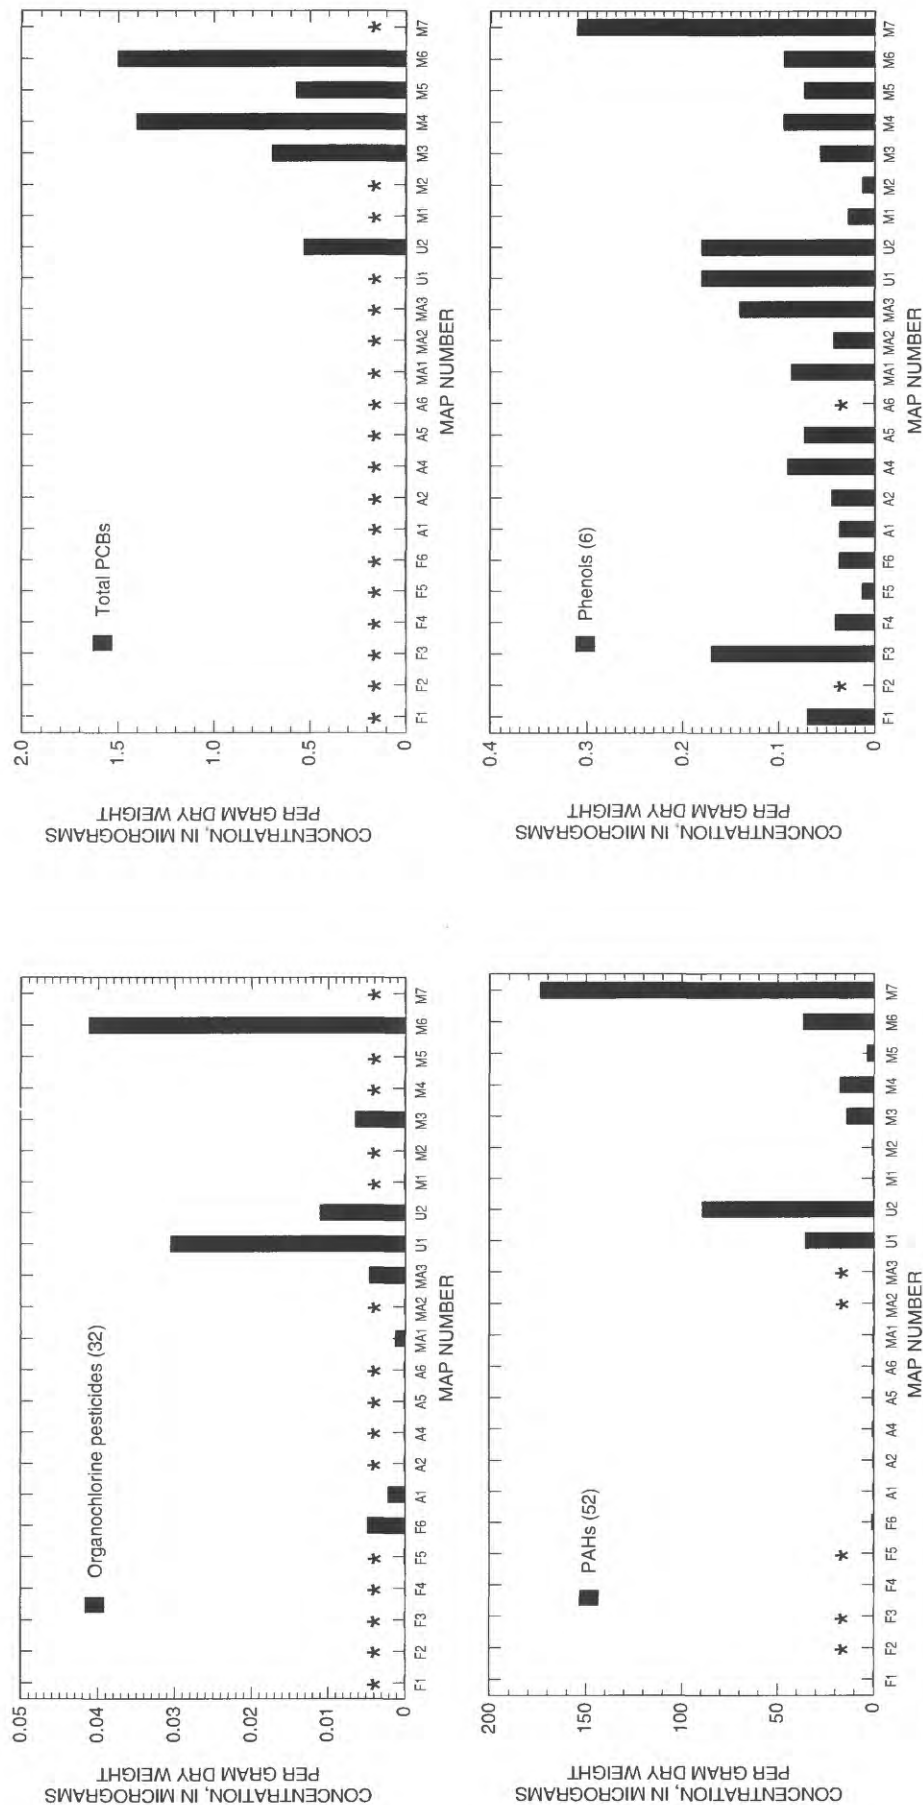 CONCENTRATION, IN MICROGRAMS
PER GRAM DRY WEIGHT
0.05
0.04
0.03
0.02
0.01
0
Organochlorine pesticides (32)
* * * * * * * * * * * * * *
F1 F2 F3 F4 F5 F6 A1 A2 A4 A5 A6 MA1 MA2 MA3 U1 U2 M1 M2 M3 M4 M5 M6 M7
MAP NUMBER
CONCENTRATION, IN MICROGRAMS
PER GRAM DRY WEIGHT
2.0
1.5
1.0
0.5
0
Total PCBs
* * * * * * * * * * * * * * * * * *
F1 F2 F3 F4 F5 F6 A1 A2 A4 A5 A6 MA1 MA2 MA3 U1 U2 M1 M2 M3 M4 M5 M6 M7
MAP NUMBER
CONCENTRATION, IN MICROGRAMS
PER GRAM DRY WEIGHT
200
150
100
50
0
PAHs (52)
* * * * *
F1 F2 F3 F4 F5 F6 A1 A2 A4 A5 A6 MA1 MA2 MA3 U1 U2 M1 M2 M3 M4 M5 M6 M7
MAP NUMBER
CONCENTRATION, IN MICROGRAMS
PER GRAM DRY WEIGHT
0.4
0.3
0.2
0.1
0
Phenols (6)
* *
F1 F2 F3 F4 F5 F6 A1 A2 A4 A5 A6 MA1 MA2 MA3 U1 U2 M1 M2 M3 M4 M5 M6 M7
MAP NUMBER